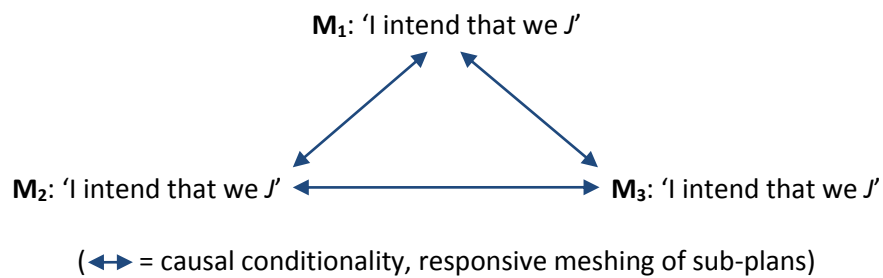 M₁: ‘I intend that we J’
M₂: ‘I intend that we J’ M₃: ‘I intend that we J’
(↔ = causal conditionality, responsive meshing of sub-plans)